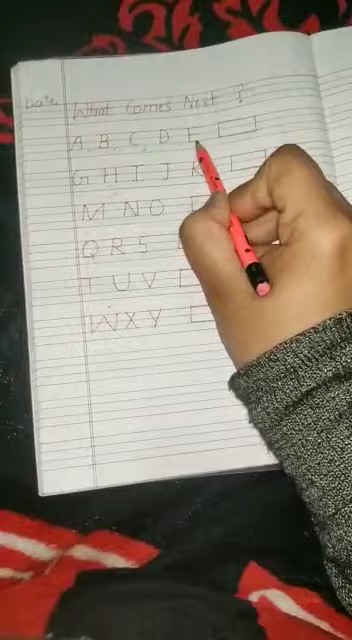 Date
What Comes Next ?
A, B, C, D E
G H I J K
M N O
Q R S
T U V
W X Y